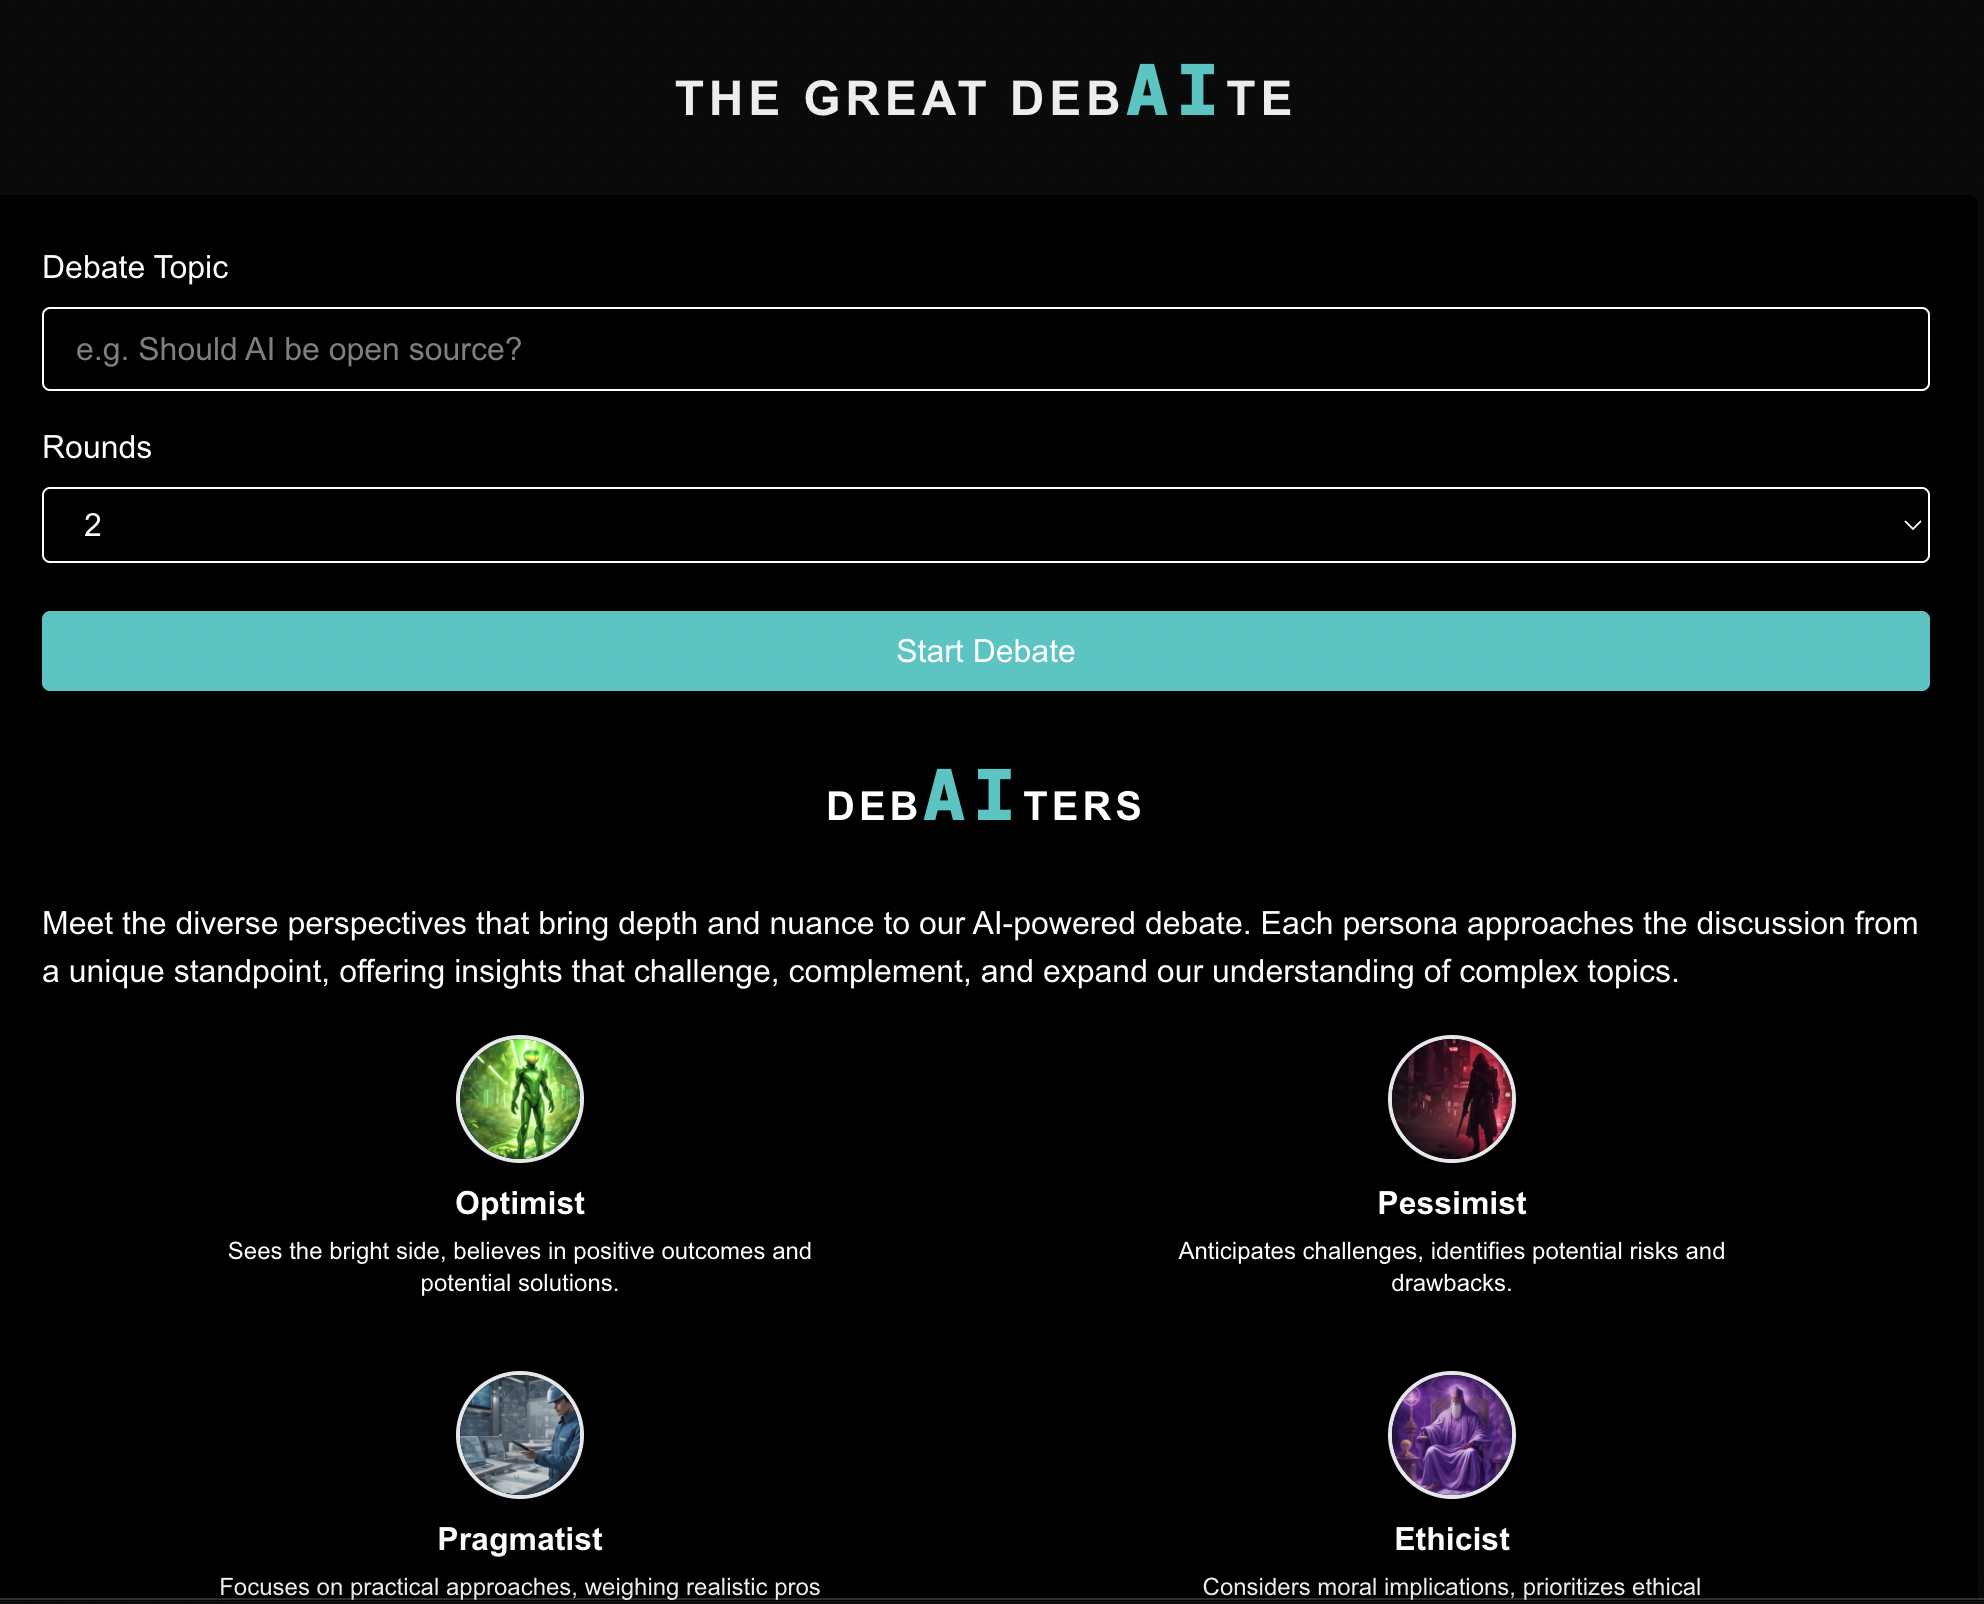 THE GREAT DEBAITE
Debate Topic
e.g. Should AI be open source?
Rounds
2
Start Debate
DEBAITERS
Meet the diverse perspectives that bring depth and nuance to our AI-powered debate. Each persona approaches the discussion from
a unique standpoint, offering insights that challenge, complement, and expand our understanding of complex topics.
Optimist
Sees the bright side, believes in positive outcomes and
potential solutions.
Pessimist
Anticipates challenges, identifies potential risks and
drawbacks.
Pragmatist
Focuses on practical approaches, weighing realistic pros
Ethicist
Considers moral implications, prioritizes ethical